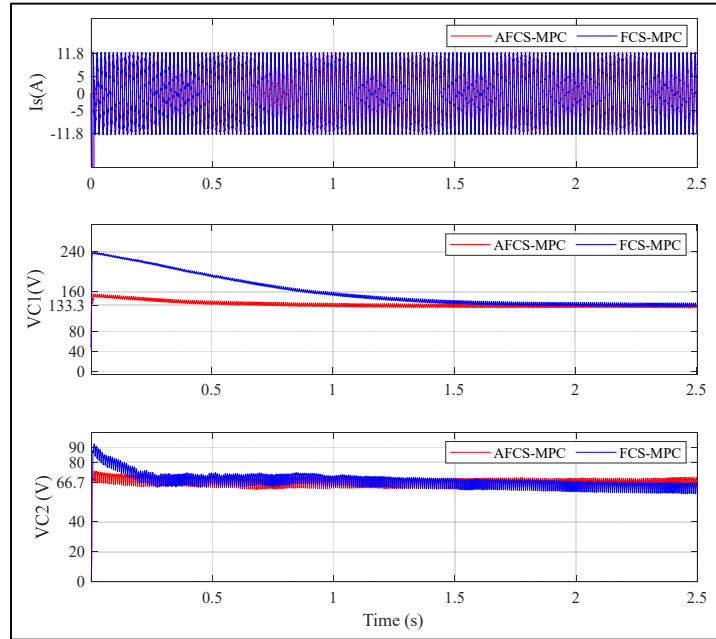 AFCS-MPC FCS-MPC
Is(A)
11.8
5
0
-5
-11.8
0 0.5 1 1.5 2 2.5
AFCS-MPC FCS-MPC
VC1(V)
240
160
133.3
80
40
0
0.5 1 1.5 2 2.5
AFCS-MPC FCS-MPC
VC2 (V)
90
80
66.7
40
20
0
0.5 1 1.5 2 2.5
Time (s)